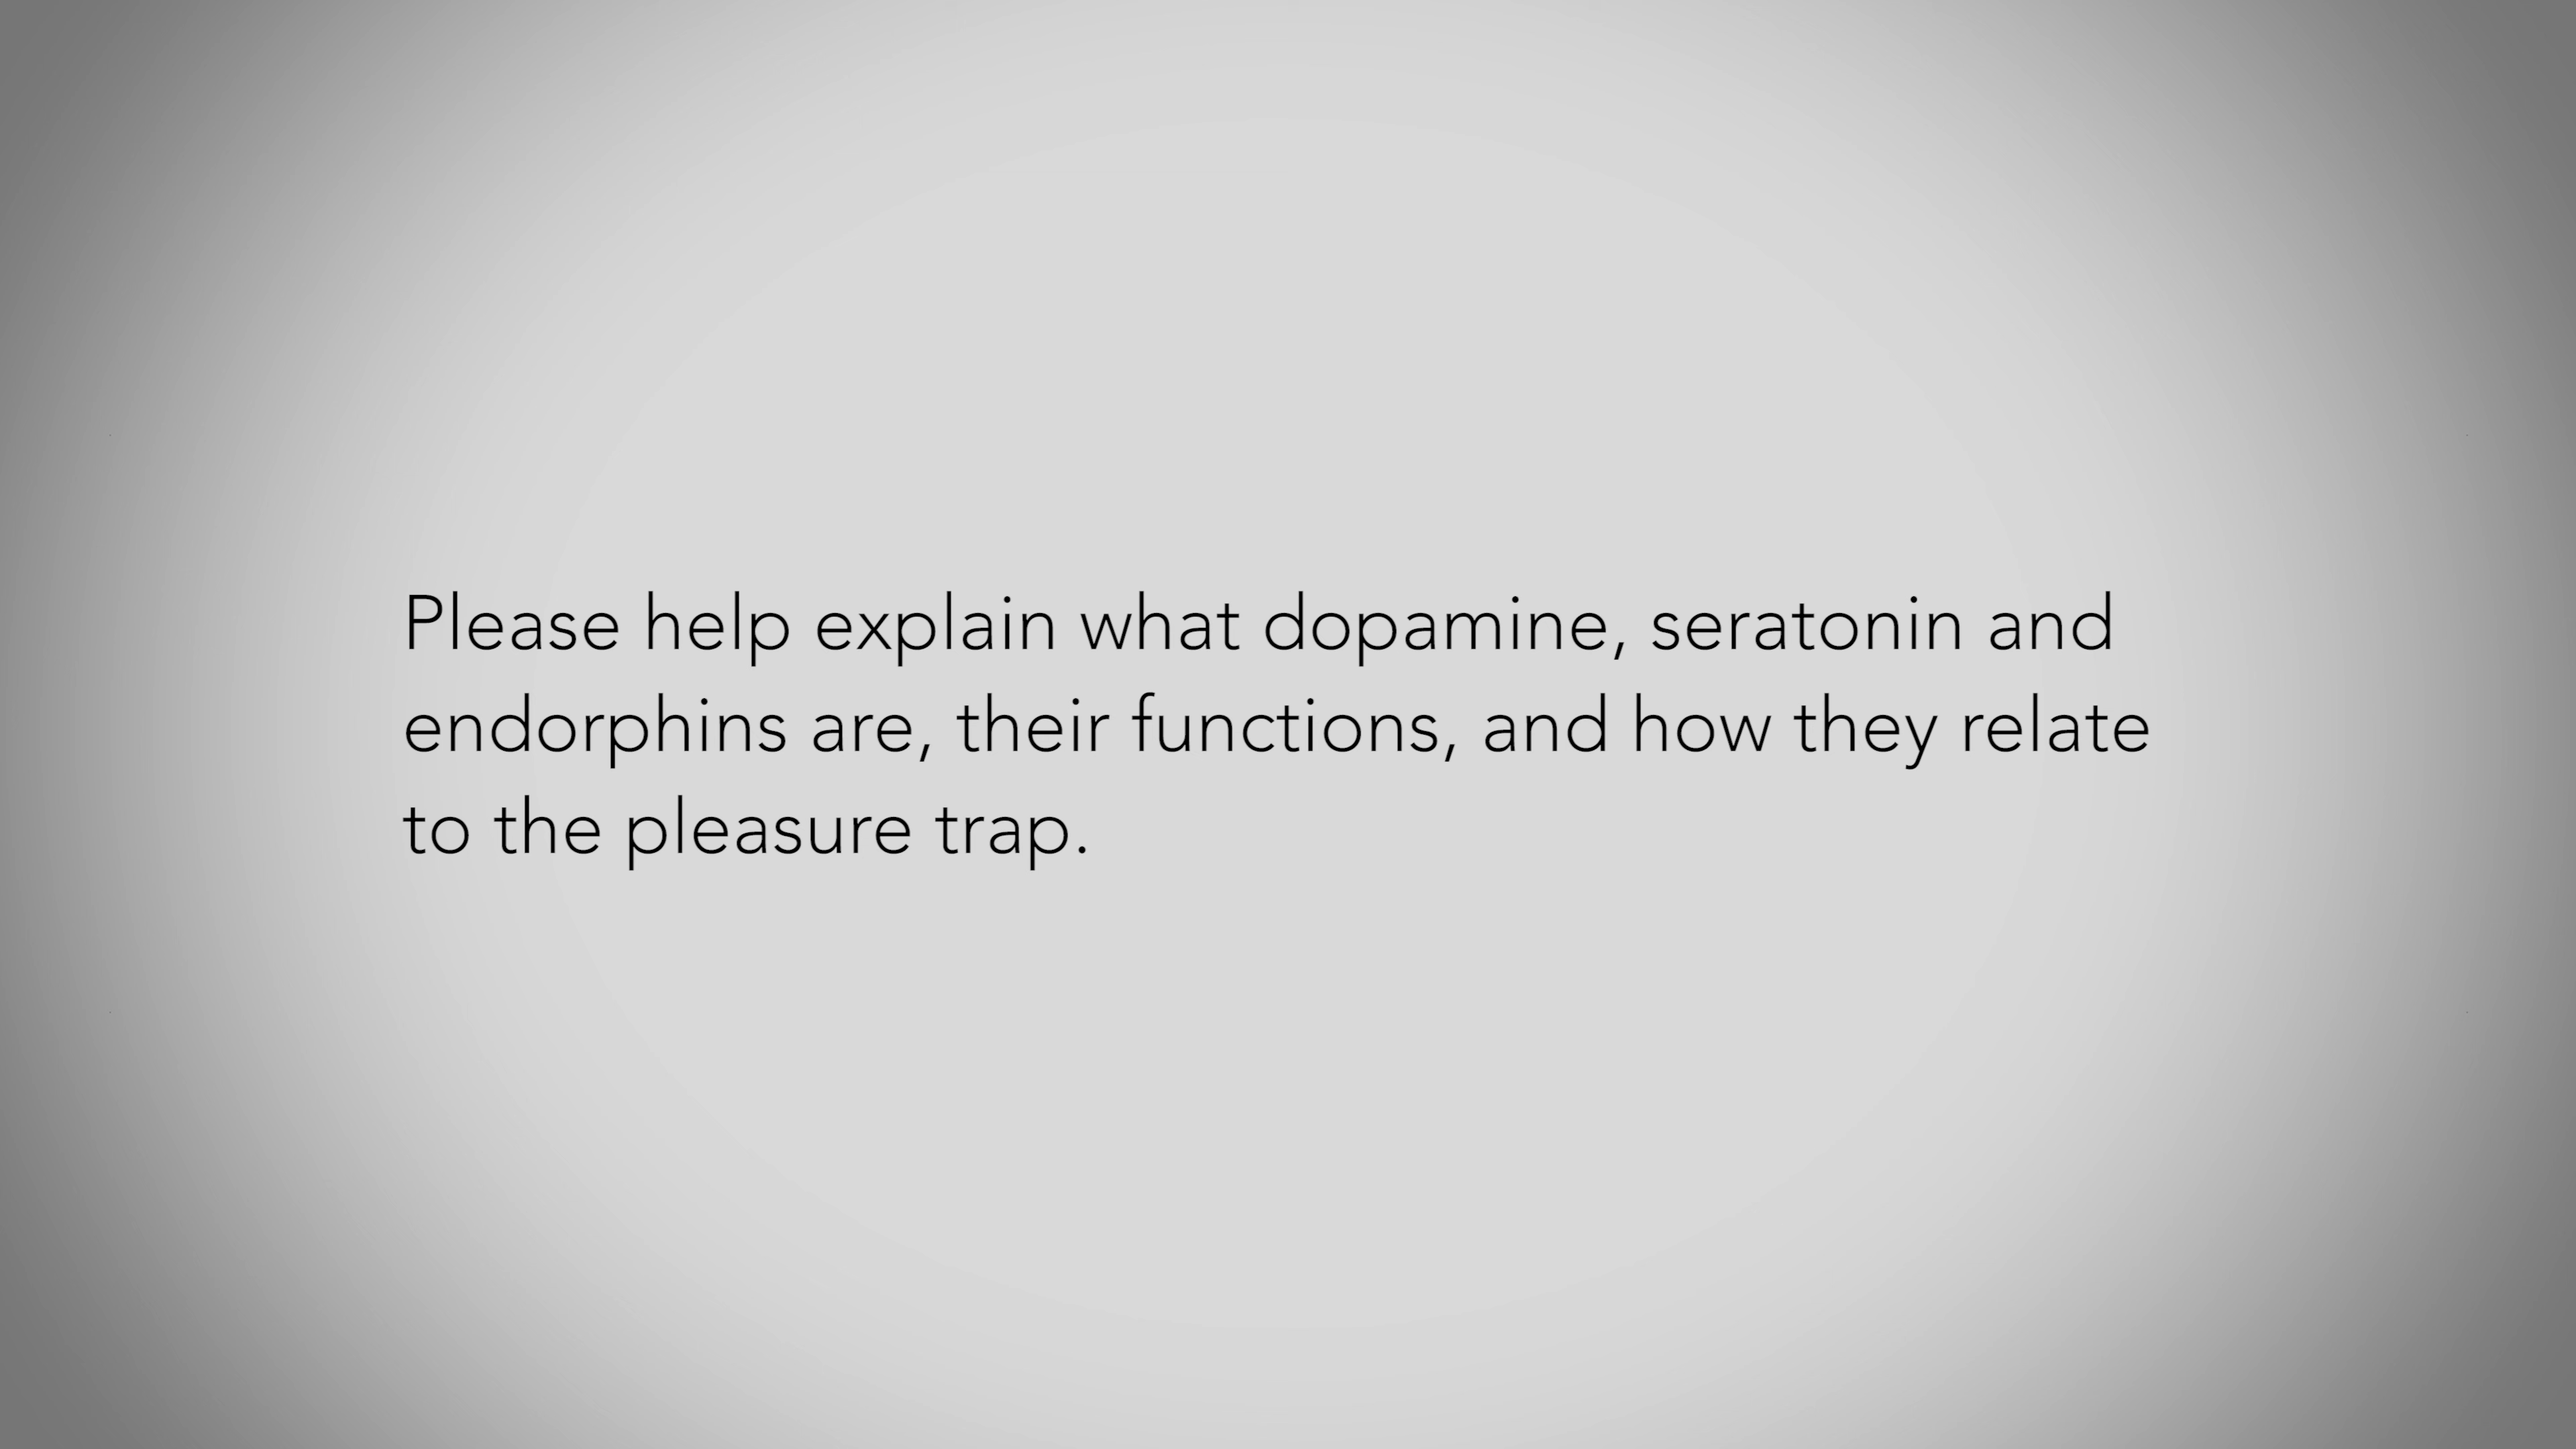 Please help explain what dopamine, seratonin and
endorphins are, their functions, and how they relate
to the pleasure trap.